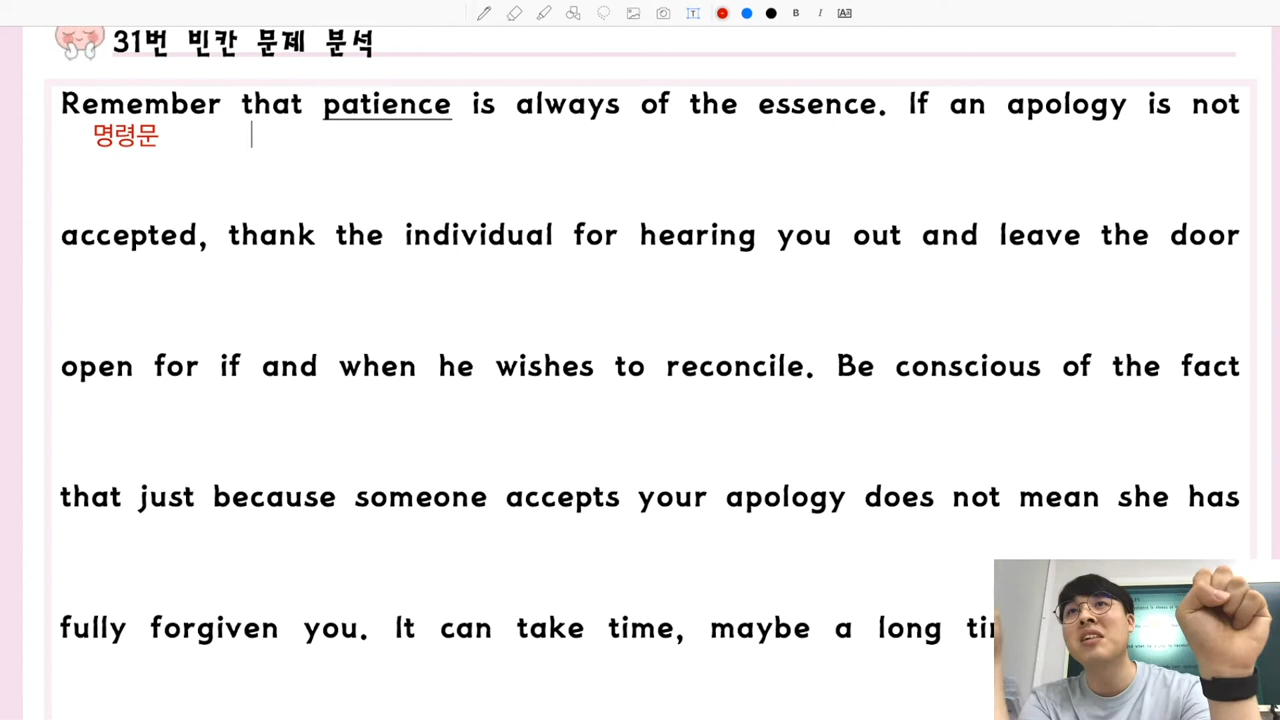 31번 빈칸 문제 분석
Remember that patience is always of the essence. If an apology is not
명령문
accepted, thank the individual for hearing you out and leave the door
open for if and when he wishes to reconcile. Be conscious of the fact
that just because someone accepts your apology does not mean she has
fully forgiven you. It can take time, maybe a long